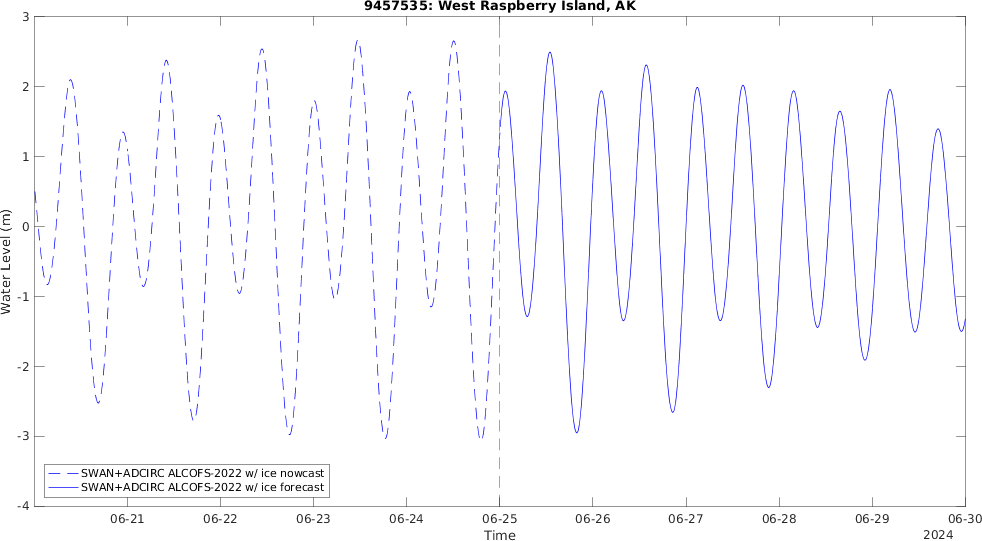 9457535: West Raspberry Island, AK
3
2
1
0
-1
-2
-3
-4
Water Level (m)
SWAN+ADCIRC ALCOFS-2022 w/ ice nowcast
SWAN+ADCIRC ALCOFS-2022 w/ ice forecast
06-21 06-22 06-23 06-24 06-25 06-26 06-27 06-28 06-29 06-30
Time
2024